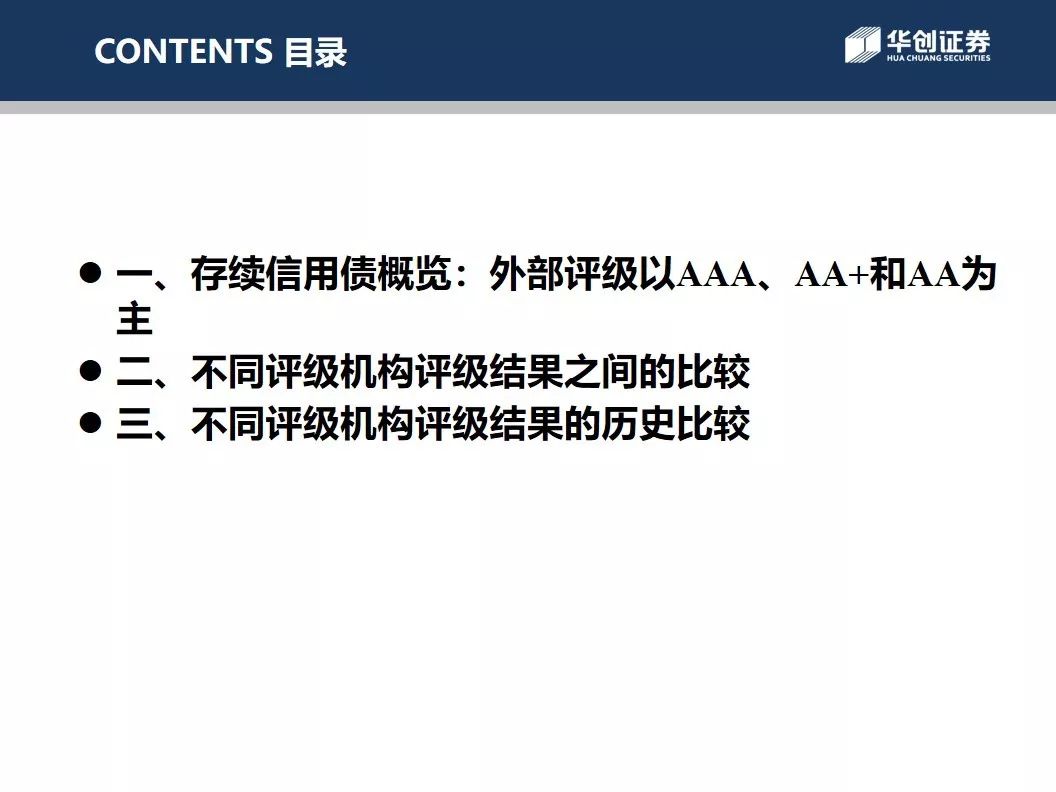 CONTENTS 目录
华创证券
HUA CHUANG SECURITIES
● 一、存续信用债概览：外部评级以AAA、AA+和AA为
主
● 二、不同评级机构评级结果之间的比较
● 三、不同评级机构评级结果的历史比较